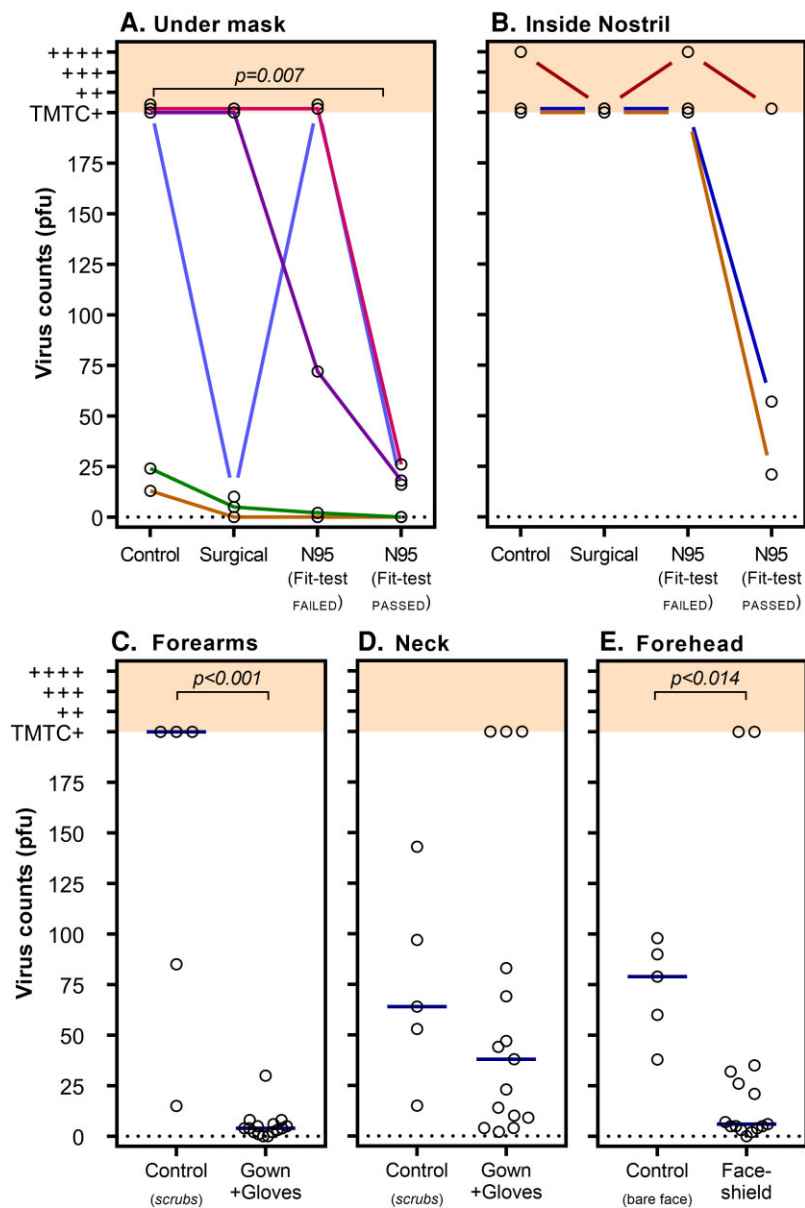 A. Under mask
B. Inside Nostril
++++
+++
++
TMTC+
175
150
125
100
75
50
25
0
Virus counts (pfu)
p=0.007
Control
Surgical
N95
(Fit-test
FAILED)
N95
(Fit-test
PASSED)
Control
Surgical
N95
(Fit-test
FAILED)
N95
(Fit-test
PASSED)
C. Forearms
D. Neck
E. Forehead
++++
+++
++
TMTC+
175
150
125
100
75
50
25
0
Virus counts (pfu)
p<0.001
p<0.014
Control
(scrubs)
Gown
+Gloves
Control
(scrubs)
Gown
+Gloves
Control
(bare face)
Face-
shield